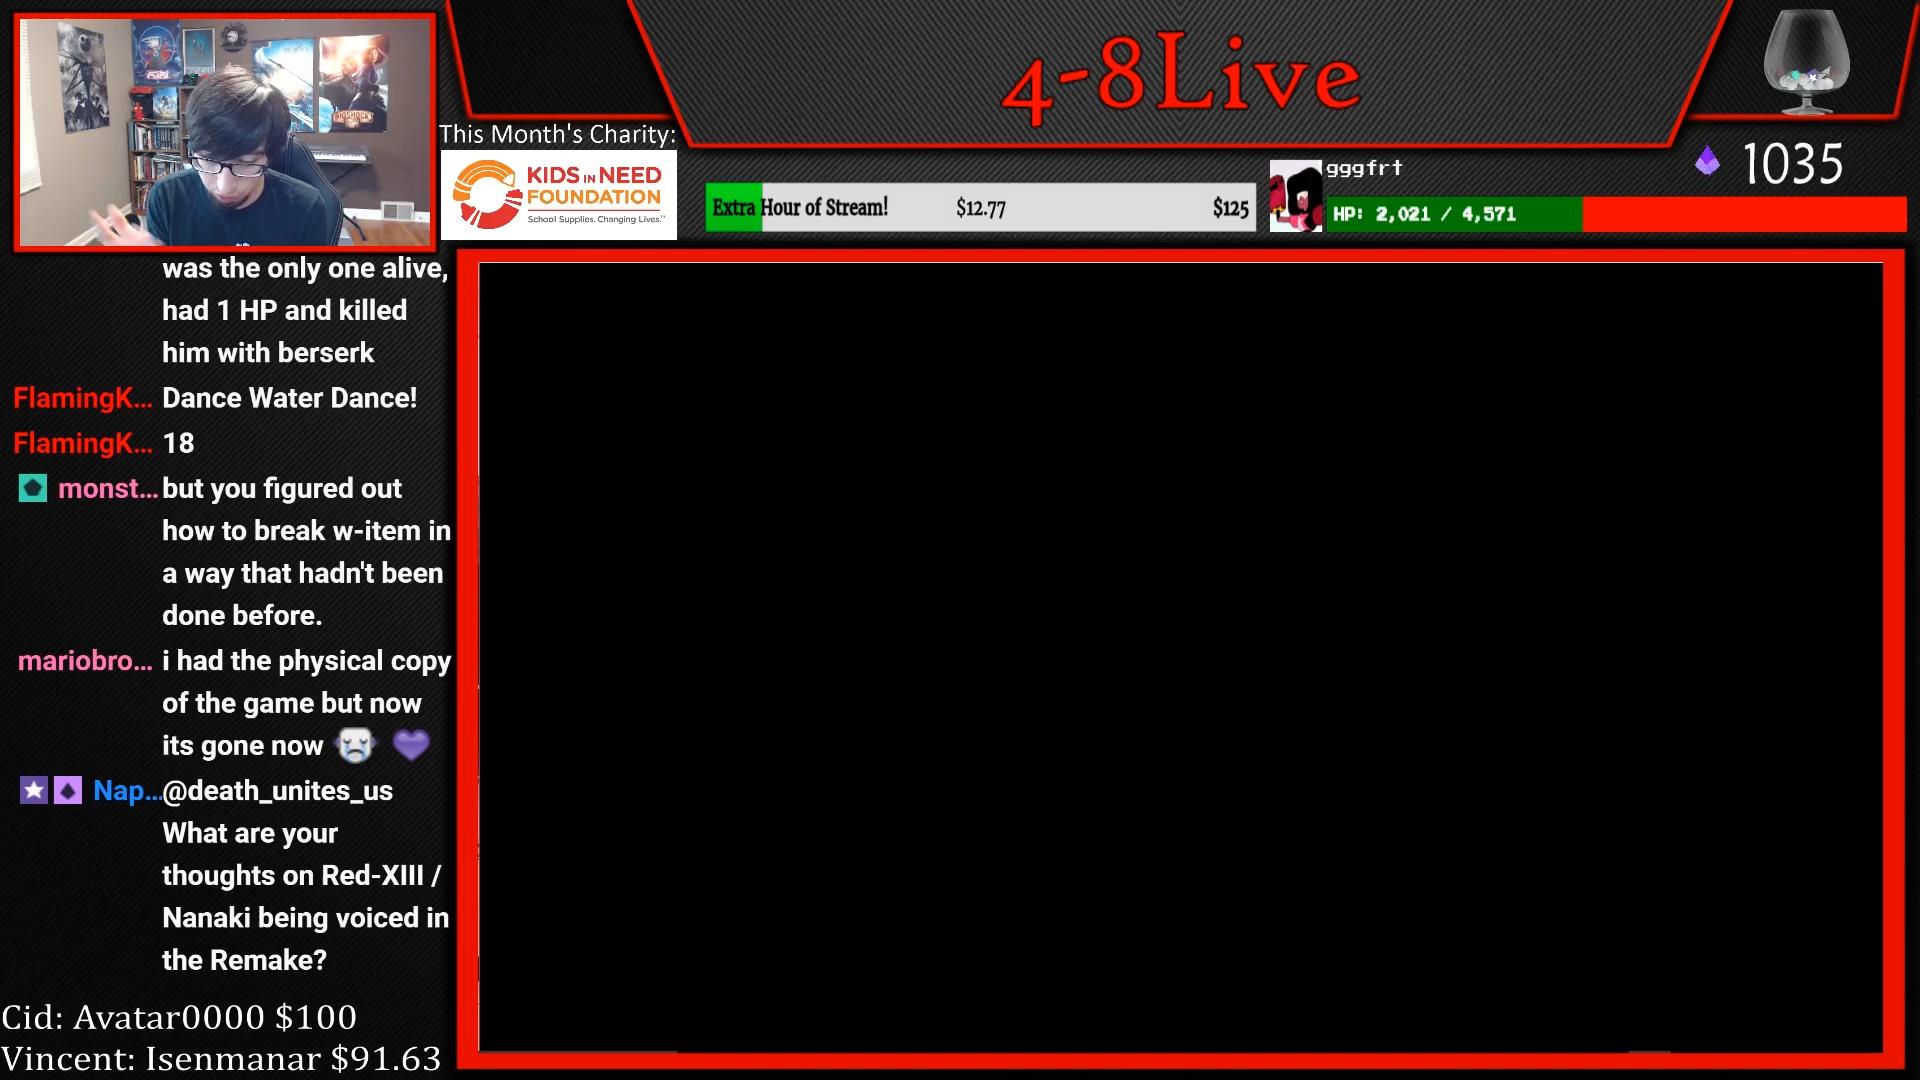 4-8Live
This Month's Charity:
KIDS IN NEED
FOUNDATION
School Supplies. Changing Lives.™
Extra Hour of Stream! $12.77 $125
gggfrt
HP: 2,021 / 4,571
1035
BIOSHOCK
was the only one alive,
had 1 HP and killed
him with berserk
FlamingK... Dance Water Dance!
FlamingK... 18
monst... but you figured out
how to break w-item in
a way that hadn't been
done before.
mariobro... i had the physical copy
of the game but now
its gone now
Nap... @death_unites_us
What are your
thoughts on Red-XIII /
Nanaki being voiced in
the Remake?
Cid: Avatar0000 $100
Vincent: Isenmanar $91.63